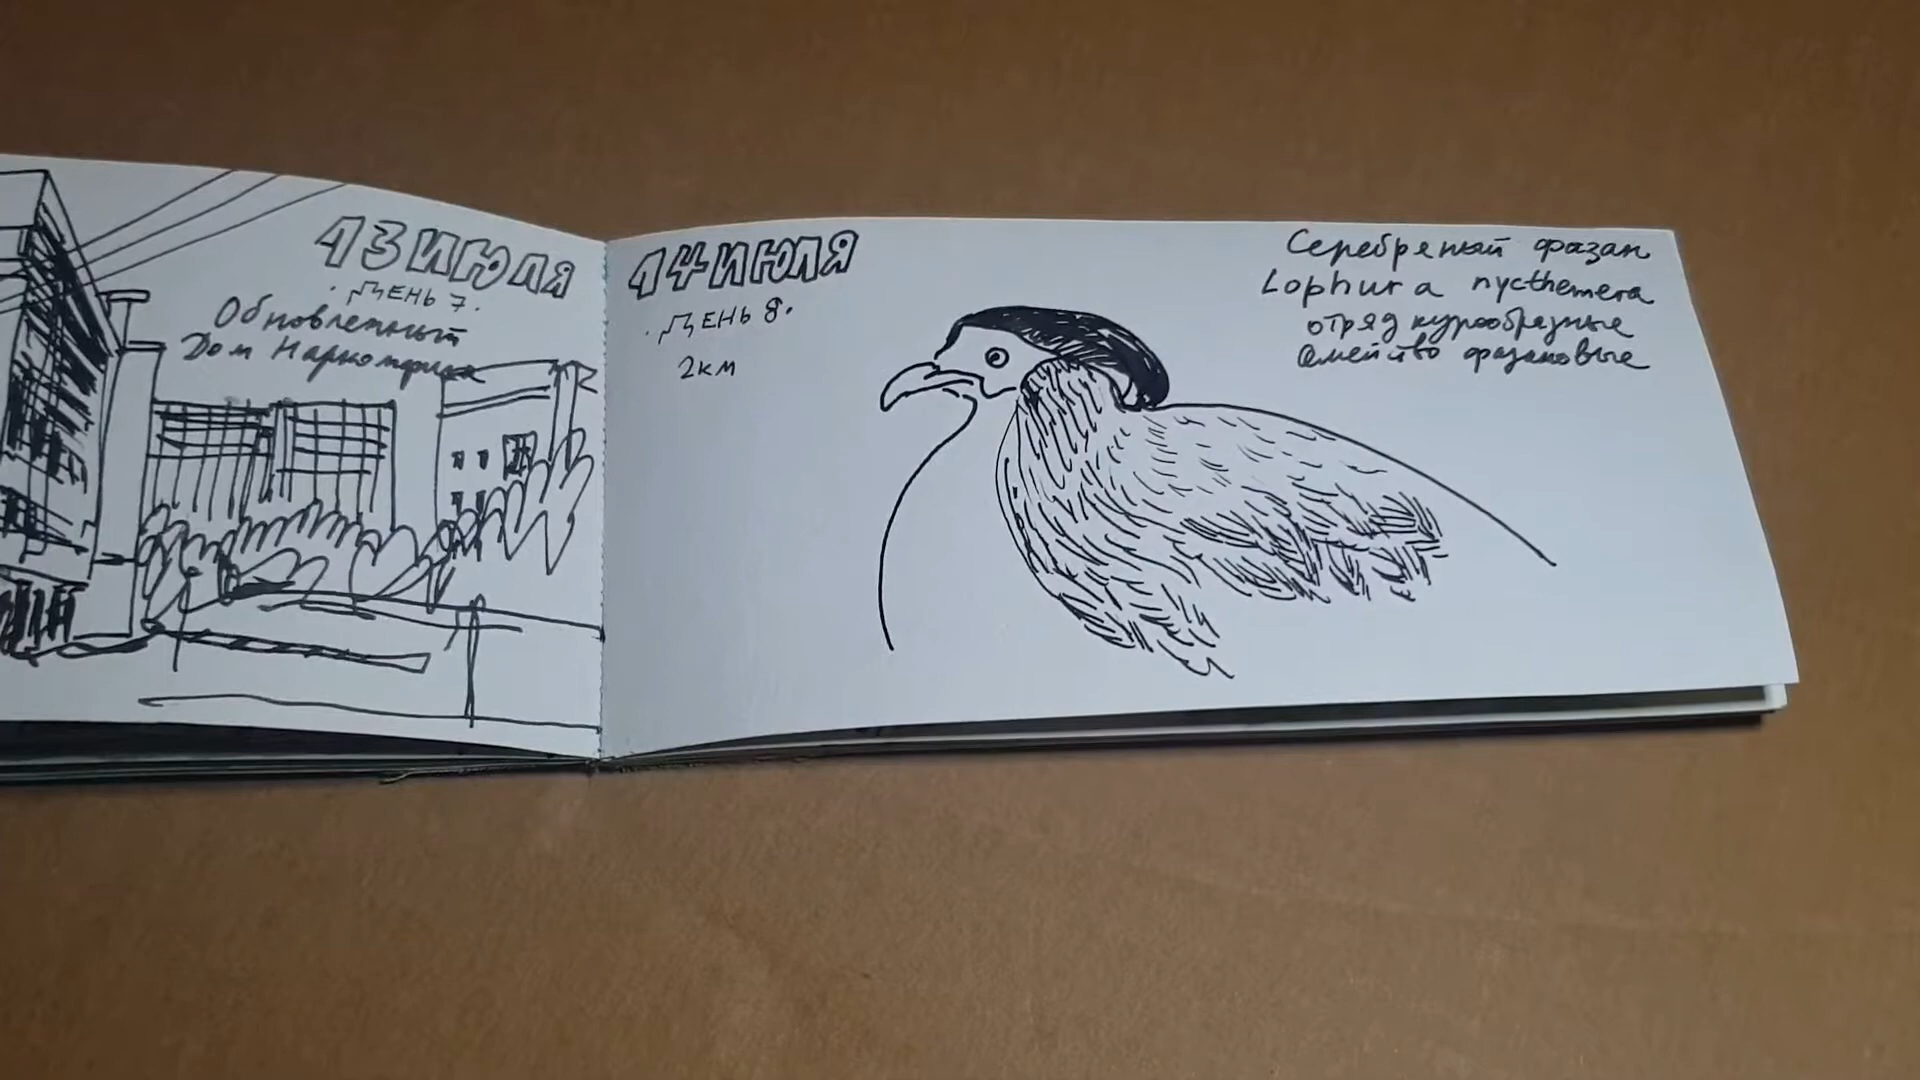 13 ИЮЛЯ
. ДЕНЬ 7.
Обновленный
Дом Наркомфина
14 ИЮЛЯ
. ДЕНЬ 8.
2км
Серебряный фазан
Lophura nycthemera
отряд курообразные
семейство фазановые